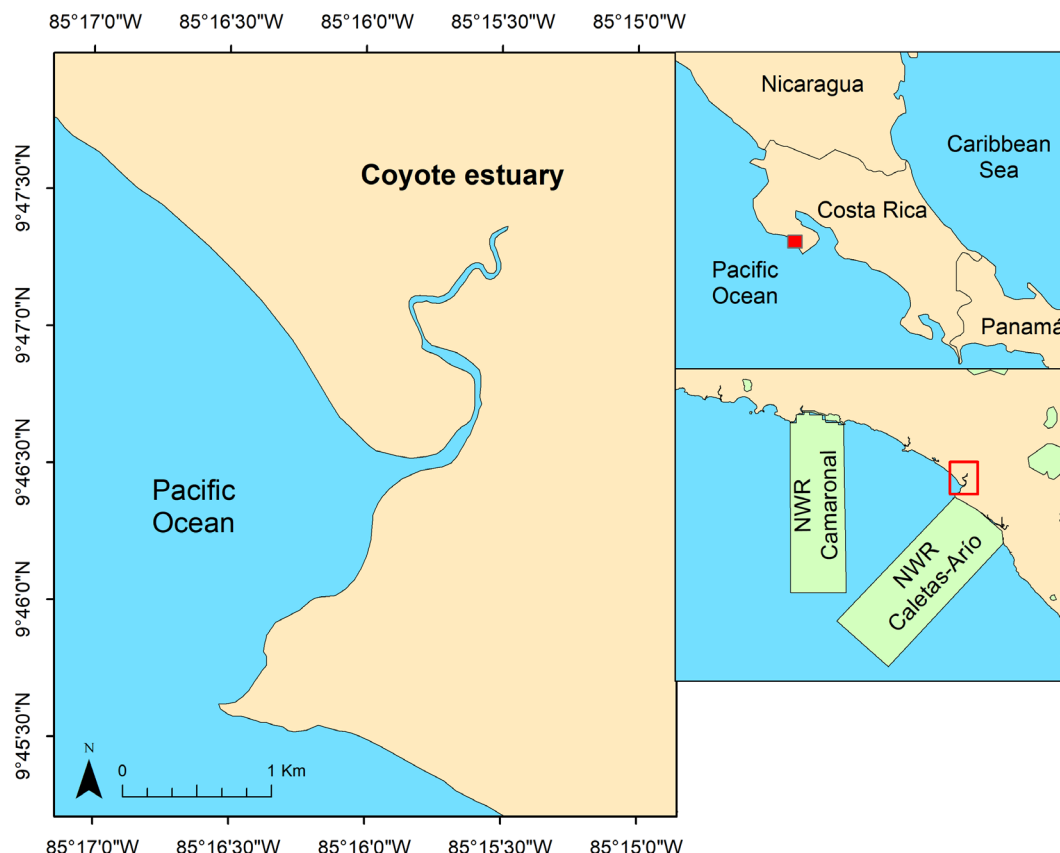 85°17'0"W 85°16'30"W 85°16'0"W 85°15'30"W 85°15'0"W
9°47'30"N
9°47'0"N
9°46'30"N
9°46'0"N
9°45'30"N
Coyote estuary
Pacific
Ocean
N
0 1 Km
85°17'0"W 85°16'30"W 85°16'0"W 85°15'30"W 85°15'0"W
Nicaragua
Caribbean
Sea
Costa Rica
Pacific
Ocean
Panamá
NWR
Camaronal
NWR
Caletas-Arío